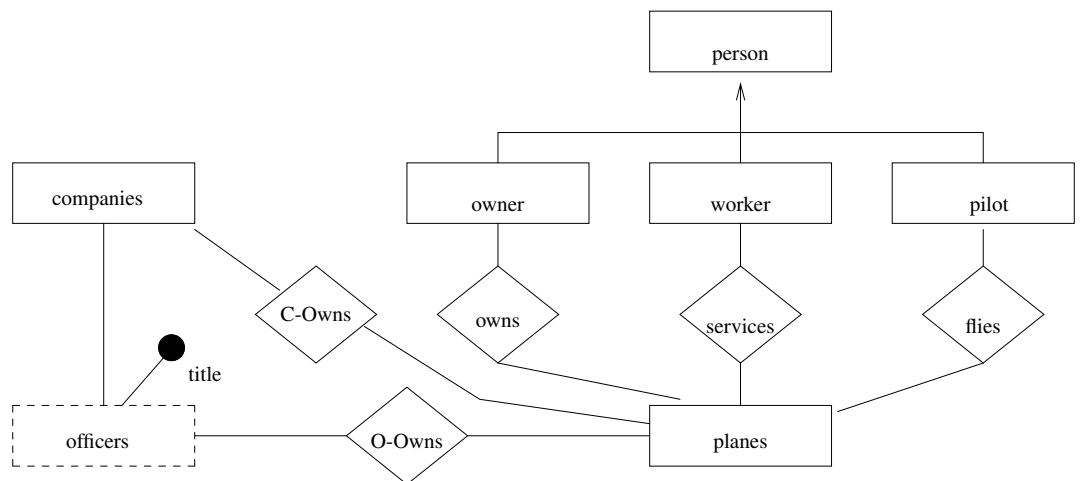 person
companies
owner
worker
pilot
C-Owns
owns
services
flies
title
officers
O-Owns
planes